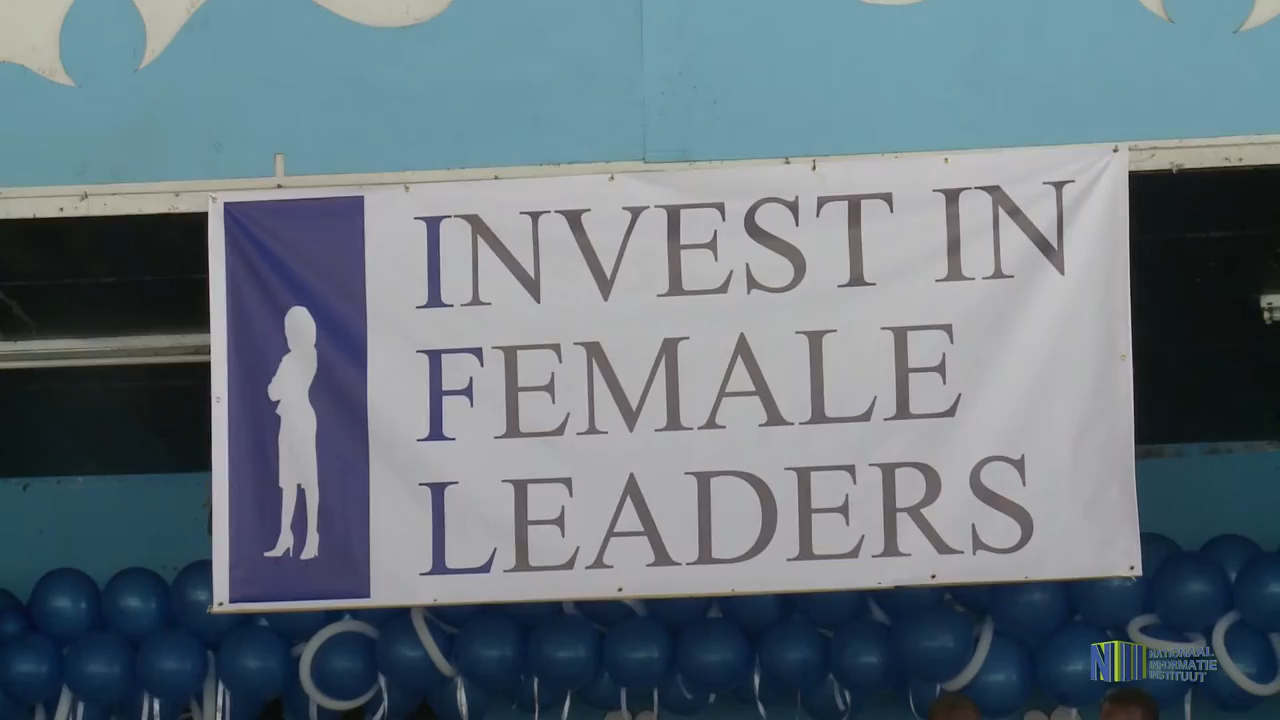 INVEST IN
FEMALE
LEADERS
NATIONAAL
INFORMATIE
INSTITUUT